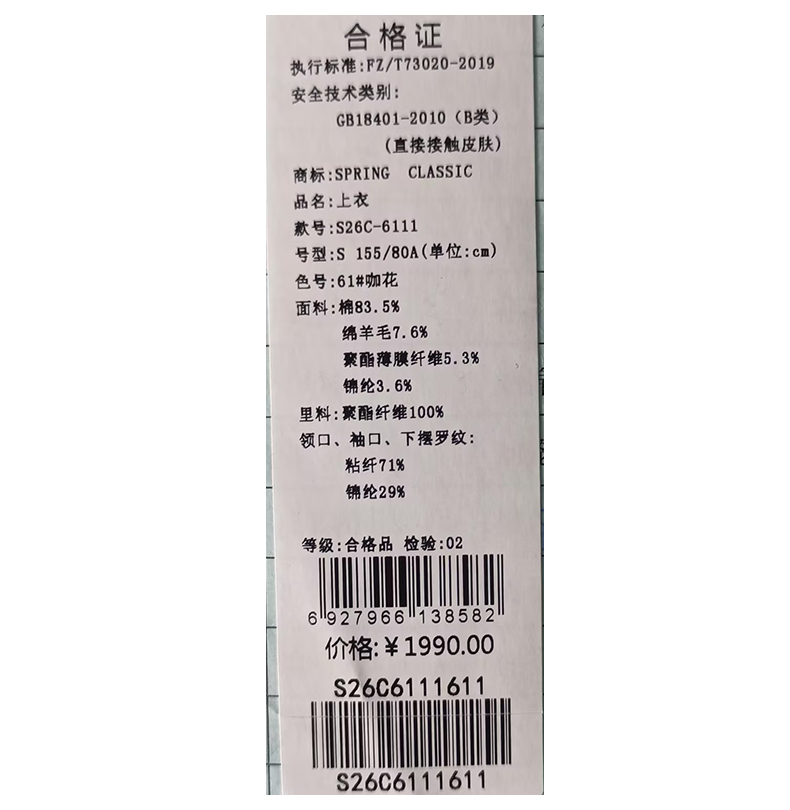 合格证
执行标准:FZ/T73020-2019
安全技术类别:
GB18401-2010（B类）
(直接接触皮肤)
商标:SPRING CLASSIC
品名:上衣
款号:S26C-6111
号型:S 155/80A(单位:cm)
色号:61#咖花
面料:棉83.5%
绵羊毛7.6%
聚酯薄膜纤维5.3%
锦纶3.6%
里料:聚酯纤维100%
领口、袖口、下摆罗纹:
粘纤71%
锦纶29%
等级:合格品 检验:02
6 927966 138582
价格:￥1990.00
S26C6111611
S26C6111611